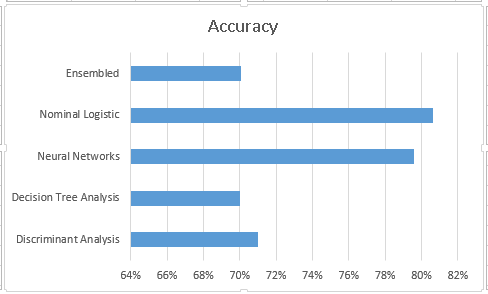 Accuracy
Ensembled
Nominal Logistic
Neural Networks
Decision Tree Analysis
Discriminant Analysis
64% 66% 68% 70% 72% 74% 76% 78% 80% 82%